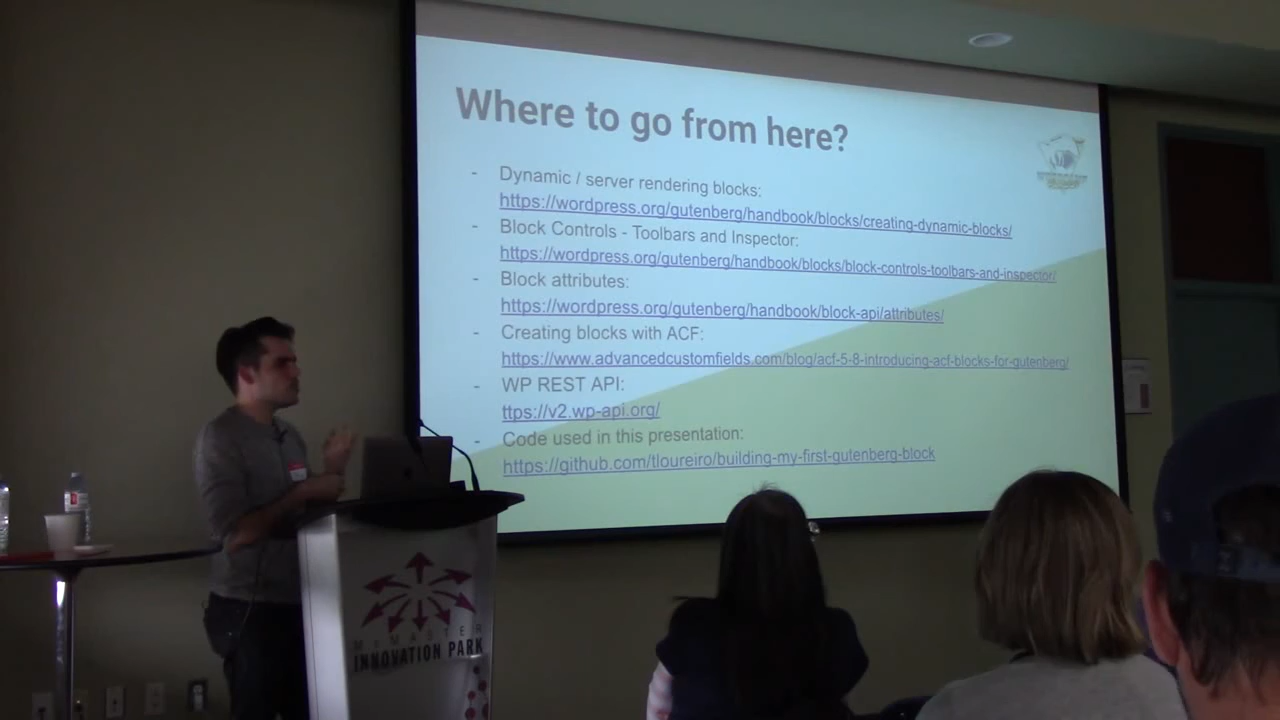 Where to go from here?
- Dynamic / server rendering blocks:
https://wordpress.org/gutenberg/handbook/blocks/creating-dynamic-blocks/
- Block Controls - Toolbars and Inspector:
https://wordpress.org/gutenberg/handbook/blocks/block-controls-toolbars-and-inspector/
- Block attributes:
https://wordpress.org/gutenberg/handbook/block-api/attributes/
- Creating blocks with ACF:
https://www.advancedcustomfields.com/blog/acf-5-8-introducing-acf-blocks-for-gutenberg/
- WP REST API:
ttps://v2.wp-api.org/
- Code used in this presentation:
https://github.com/tloureiro/building-my-first-gutenberg-block
McMASTER
INNOVATION PARK